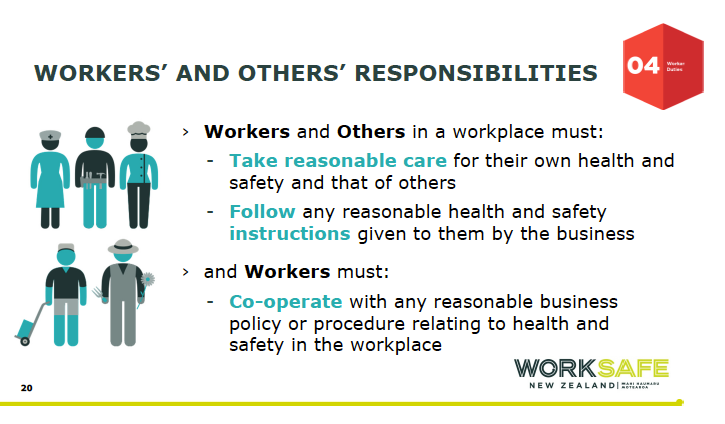 WORKERS’ AND OTHERS’ RESPONSIBILITIES
04
Worker
Duties
› Workers and Others in a workplace must:
- Take reasonable care for their own health and
safety and that of others
- Follow any reasonable health and safety
instructions given to them by the business
› and Workers must:
- Co-operate with any reasonable business
policy or procedure relating to health and
safety in the workplace
WORKSAFE
NEW ZEALAND | MAHI HAUMARU
AOTEAROA
20